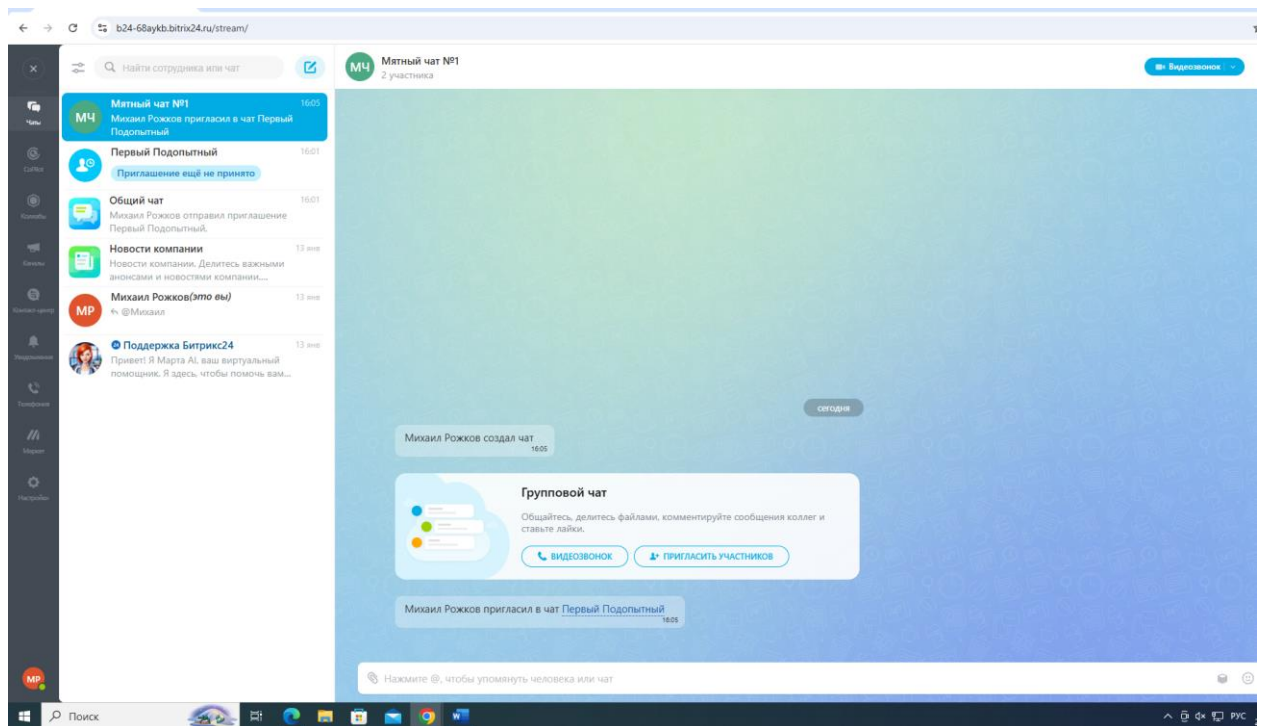 b24-68aykb.bitrix24.ru/stream/
Найти сотрудника или чат
МЧ
Мятный чат №1
2 участника
Видеозвонок
Чаты
CoPilot
Коллабы
Каналы
Контакт-центр
Уведомления
Телефония
Маркет
Настройки
МР
МЧ
Мятный чат №1
16:05
Михаил Рожков пригласил в чат Первый
Подопытный
Первый Подопытный
16:01
Приглашение ещё не принято
Общий чат
16:01
Михаил Рожков отправил приглашение
Первый Подопытный.
Новости компании
13 янв
Новости компании. Делитесь важными
анонсами и новостями компании....
МР
Михаил Рожков(это вы)
13 янв
@Михаил
24 Поддержка Битрикс24
13 янв
Привет! Я Марта AI, ваш виртуальный
помощник. Я здесь, чтобы помочь вам...
сегодня
Михаил Рожков создал чат
16:05
Групповой чат
Общайтесь, делитесь файлами, комментируйте сообщения коллег и
ставьте лайки.
ВИДЕОЗВОНОК
ПРИГЛАСИТЬ УЧАСТНИКОВ
Михаил Рожков пригласил в чат Первый Подопытный
16:05
Нажмите @, чтобы упомянуть человека или чат
Поиск
РУС